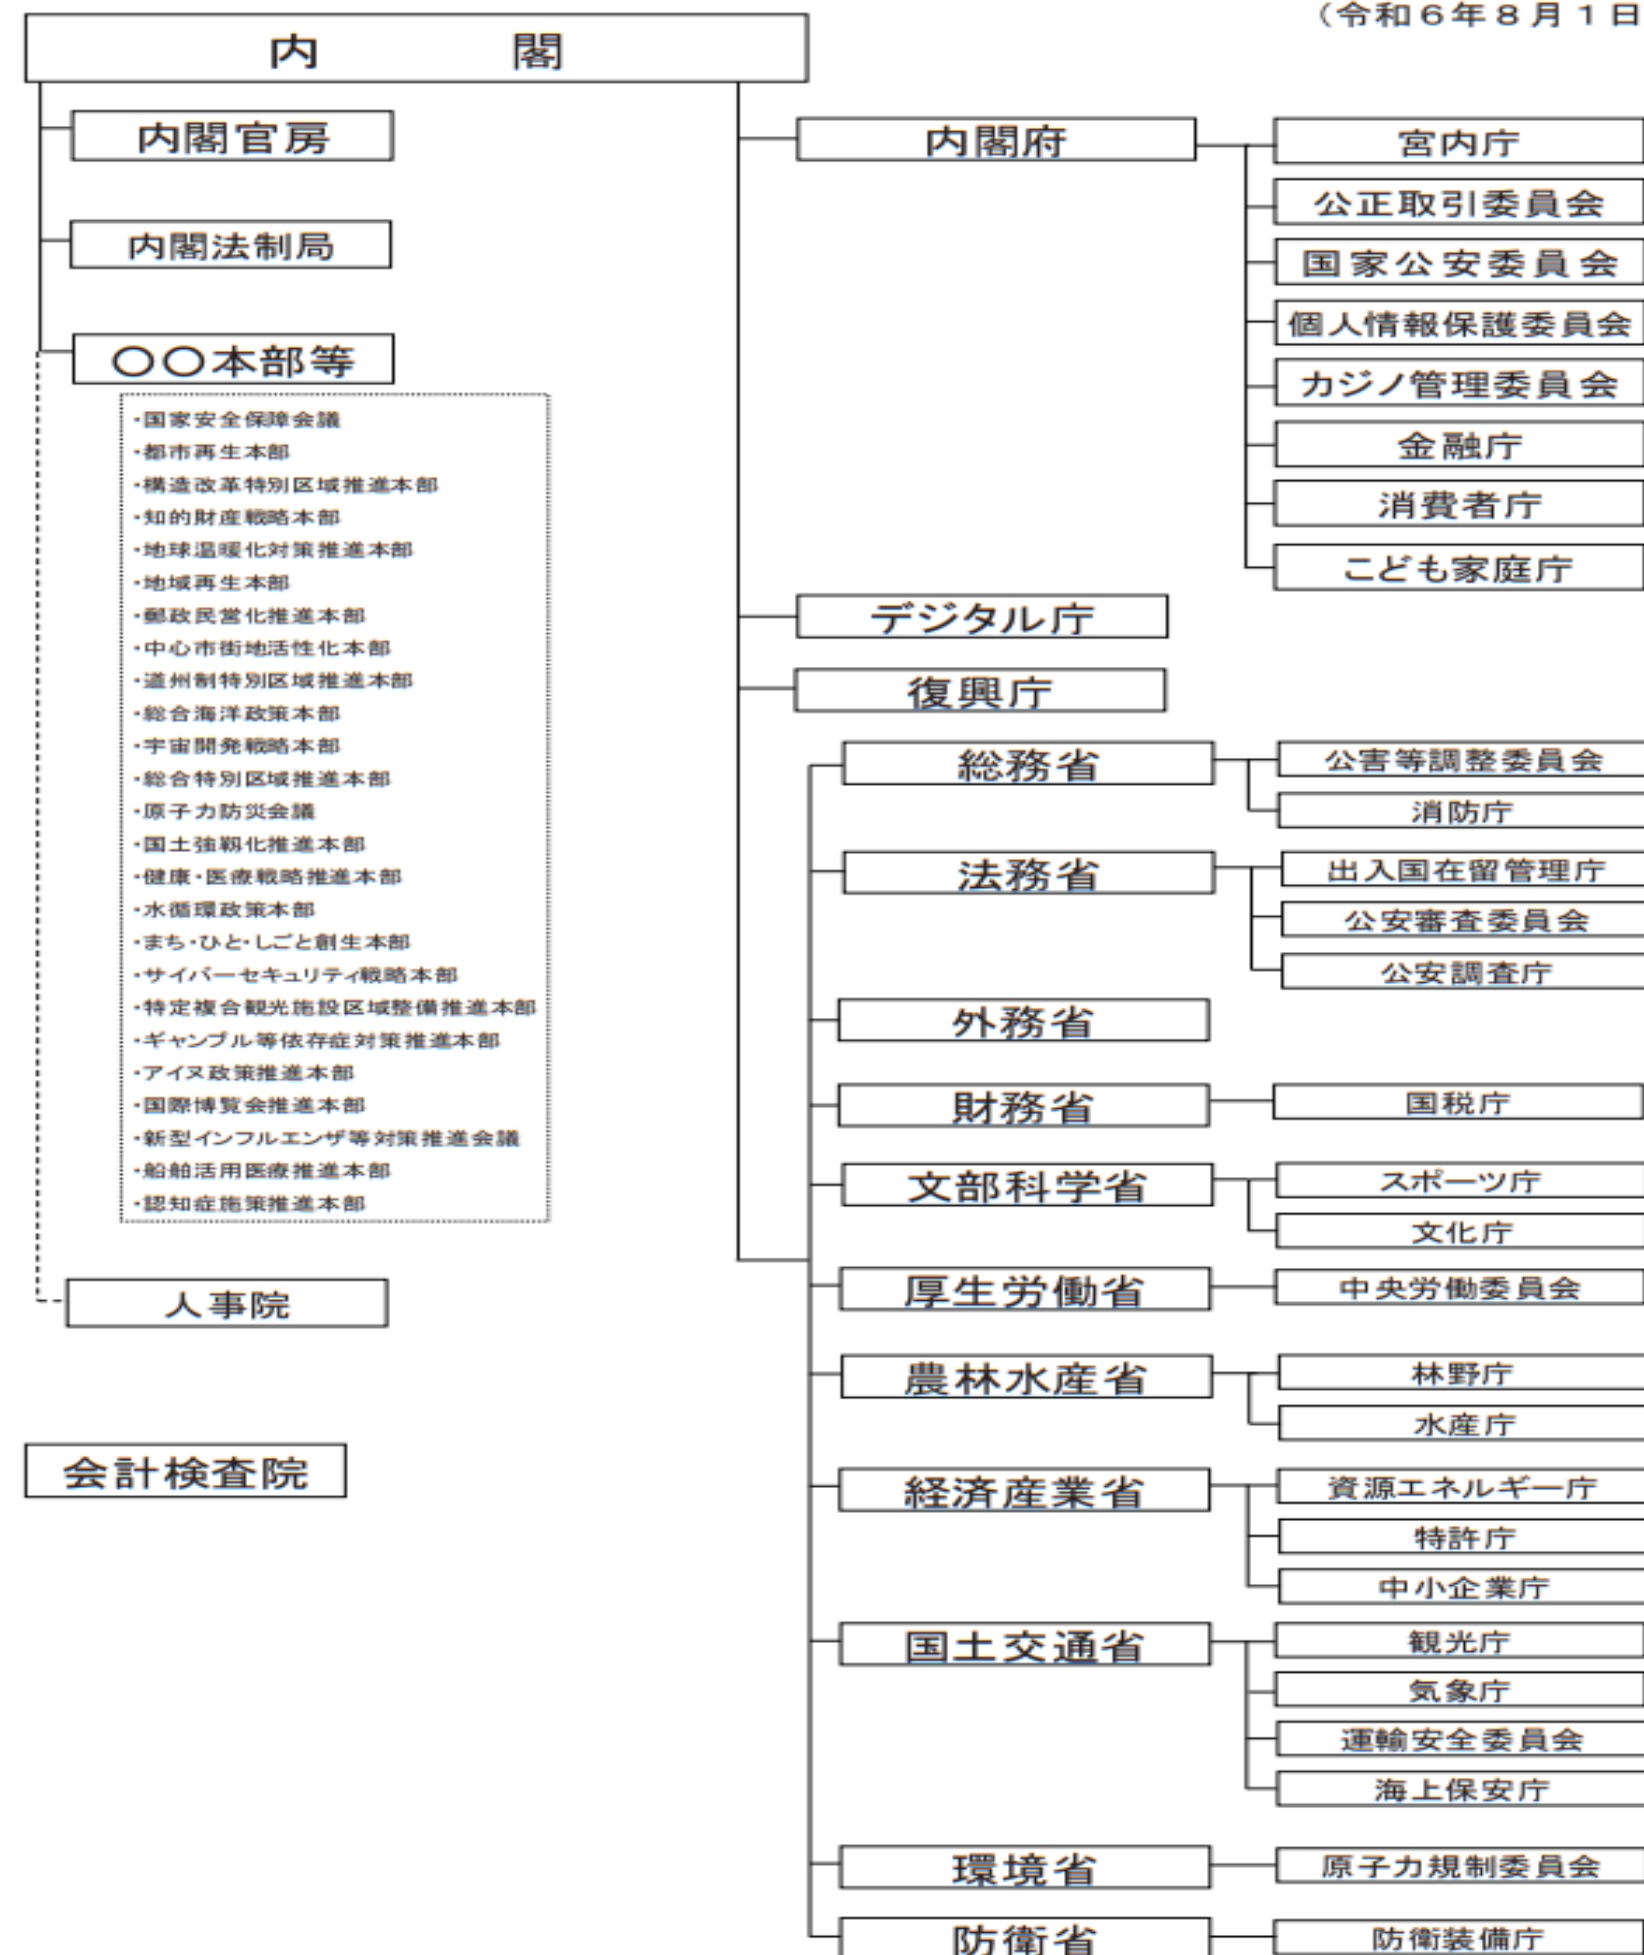 （令和６年８月１日
内閣
内閣官房
内閣法制局
〇〇本部等
・国家安全保障会議
・都市再生本部
・構造改革特別区域推進本部
・知的財産戦略本部
・地球温暖化対策推進本部
・地域再生本部
・郵政民営化推進本部
・中心市街地活性化本部
・道州制特別区域推進本部
・総合海洋政策本部
・宇宙開発戦略本部
・総合特別区域推進本部
・原子力防災会議
・国土強靱化推進本部
・健康・医療戦略推進本部
・水循環政策本部
・まち・ひと・しごと創生本部
・サイバーセキュリティ戦略本部
・特定複合観光施設区域整備推進本部
・ギャンブル等依存症対策推進本部
・アイヌ政策推進本部
・国際博覧会推進本部
・新型インフルエンザ等対策推進会議
・船舶活用医療推進本部
・認知症施策推進本部
人事院
会計検査院
内閣府
宮内庁
公正取引委員会
国家公安委員会
個人情報保護委員会
カジノ管理委員会
金融庁
消費者庁
こども家庭庁
デジタル庁
復興庁
総務省
公害等調整委員会
消防庁
法務省
出入国在留管理庁
公安審査委員会
公安調査庁
外務省
財務省
国税庁
文部科学省
スポーツ庁
文化庁
厚生労働省
中央労働委員会
農林水産省
林野庁
水産庁
経済産業省
資源エネルギー庁
特許庁
中小企業庁
国土交通省
観光庁
気象庁
運輸安全委員会
海上保安庁
環境省
原子力規制委員会
防衛省
防衛装備庁